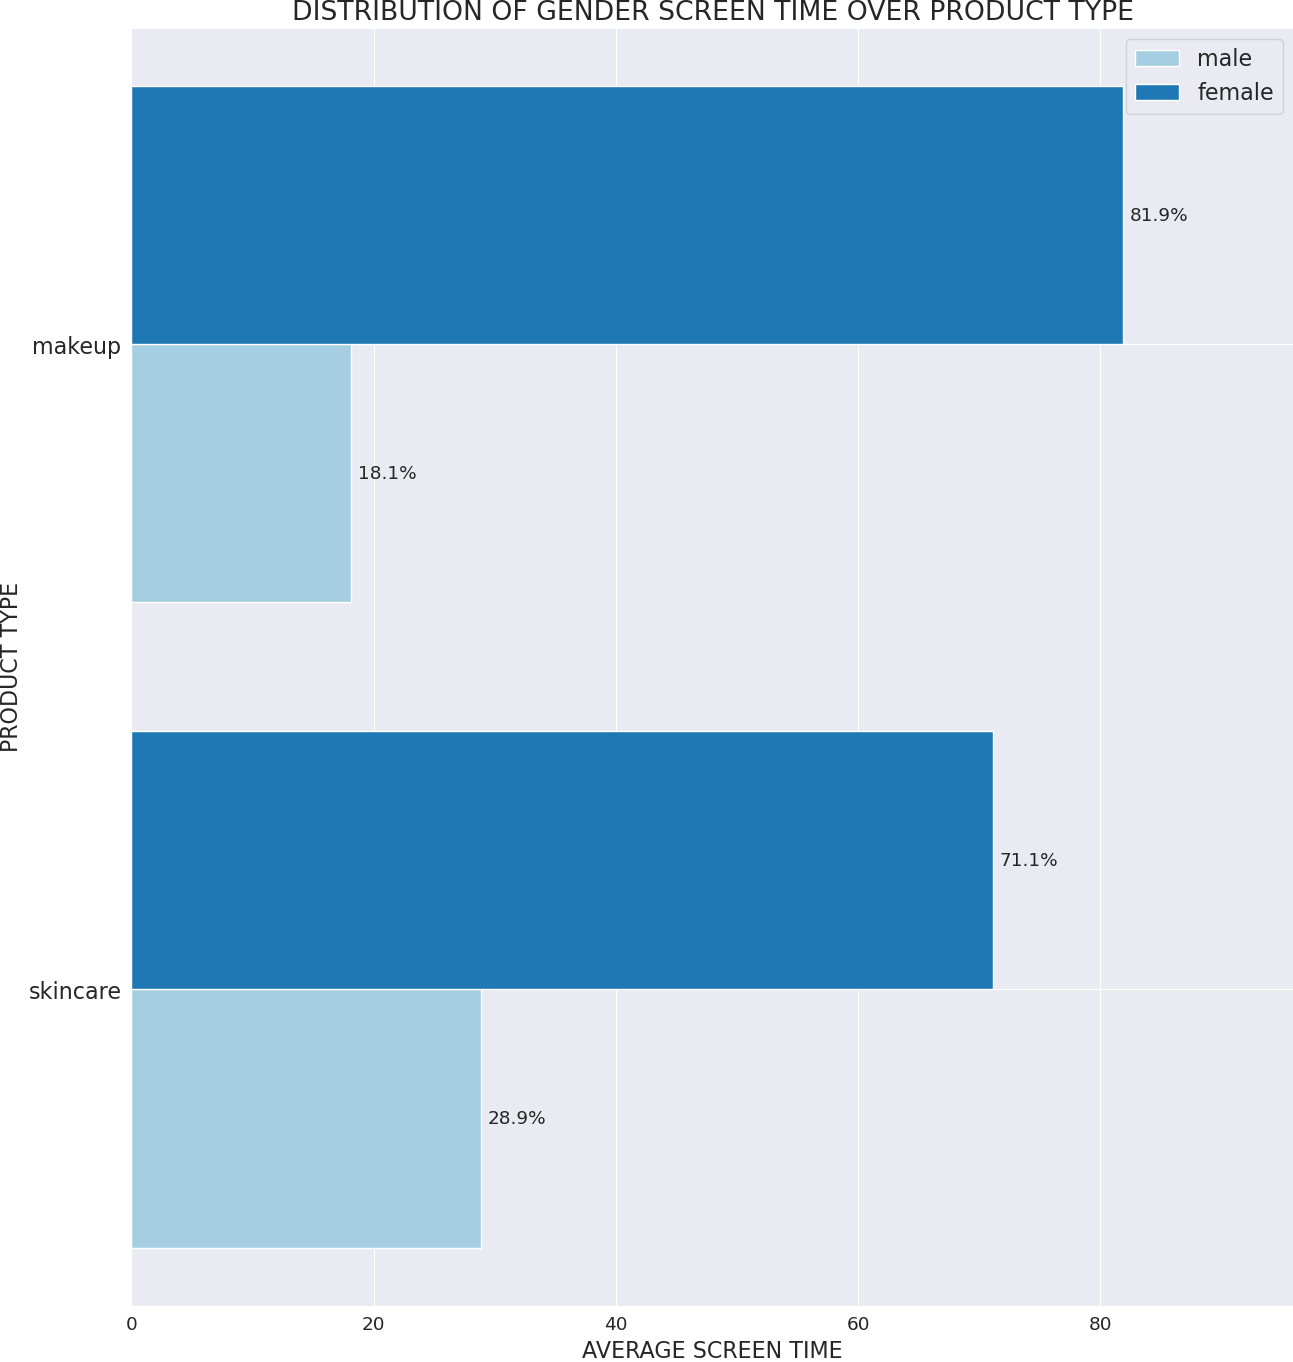 DISTRIBUTION OF GENDER SCREEN TIME OVER PRODUCT TYPE
male
female
81.9%
makeup
18.1%
PRODUCT TYPE
71.1%
skincare
28.9%
0 20 40 60 80
AVERAGE SCREEN TIME